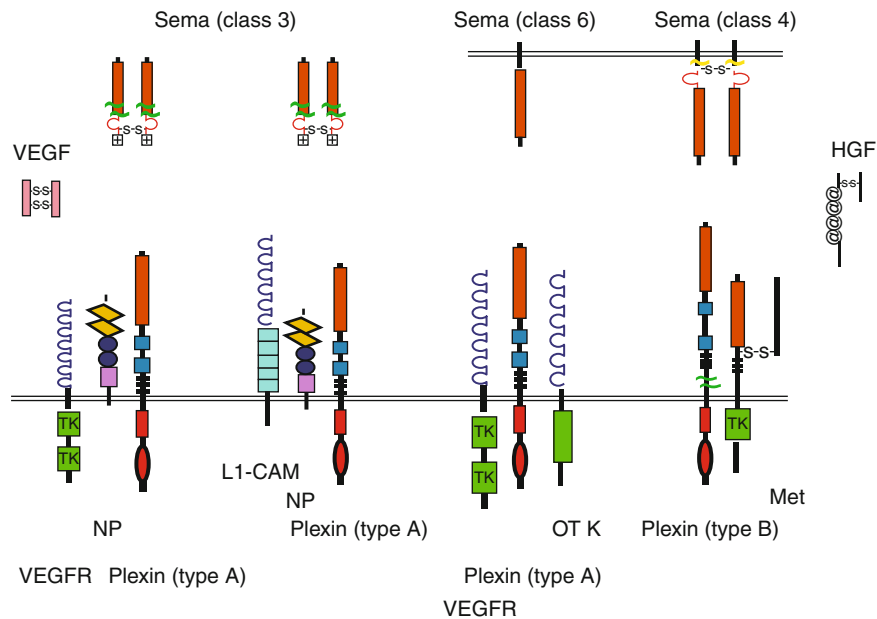 Sema (class 3) Sema (class 6) Sema (class 4)
-s-s-
s-s s-s
VEGF HGF
-s-s-
-s-s-
s-s-
@@@@
-s-s-
TK TK TK
TK TK
L1-CAM
NP Met
NP Plexin (type A) OT K Plexin (type B)
VEGFR Plexin (type A) Plexin (type A)
VEGFR